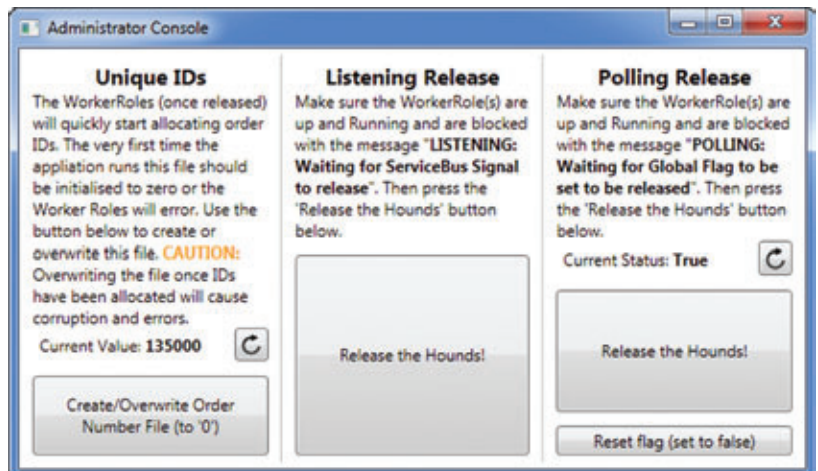 Administrator Console
Unique IDs
The WorkerRoles (once released)
will quickly start allocating order
IDs. The very first time the
appliation runs this file should
be initialised to zero or the
Worker Roles will error. Use the
button below to create or
overwrite this file. CAUTION:
Overwriting the file once IDs
have been allocated will cause
corruption and errors.
Current Value: 135000
Create/Overwrite Order
Number File (to '0')
Listening Release
Make sure the WorkerRole(s) are
up and Running and are blocked
with the message "LISTENING:
Waiting for ServiceBus Signal
to release". Then press the
'Release the Hounds' button
below.
Release the Hounds!
Polling Release
Make sure the WorkerRole(s) are
up and Running and are blocked
with the message "POLLING:
Waiting for Global Flag to be
set to be released". Then press
the 'Release the Hounds' button
below.
Current Status: True
Release the Hounds!
Reset flag (set to false)